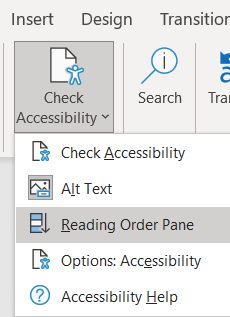 Insert Design Transition
Check
Accessibility
Search
Tran
Check Accessibility
Alt Text
Reading Order Pane
Options: Accessibility
Accessibility Help